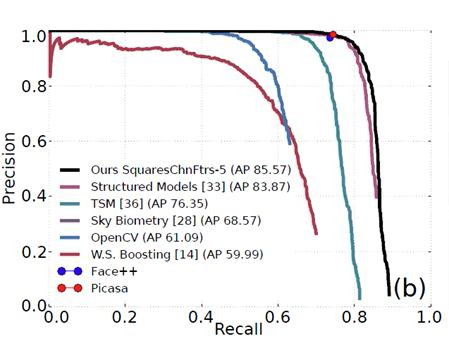 1.0
0.8
0.6
0.4
0.2
0.0
Precision
Ours SquaresChnFtrs-5 (AP 85.57)
Structured Models [33] (AP 83.87)
TSM [36] (AP 76.35)
Sky Biometry [28] (AP 68.57)
OpenCV (AP 61.09)
W.S. Boosting [14] (AP 59.99)
Face++
Picasa
(b)
0.0 0.2 0.4 0.6 0.8 1.0
Recall